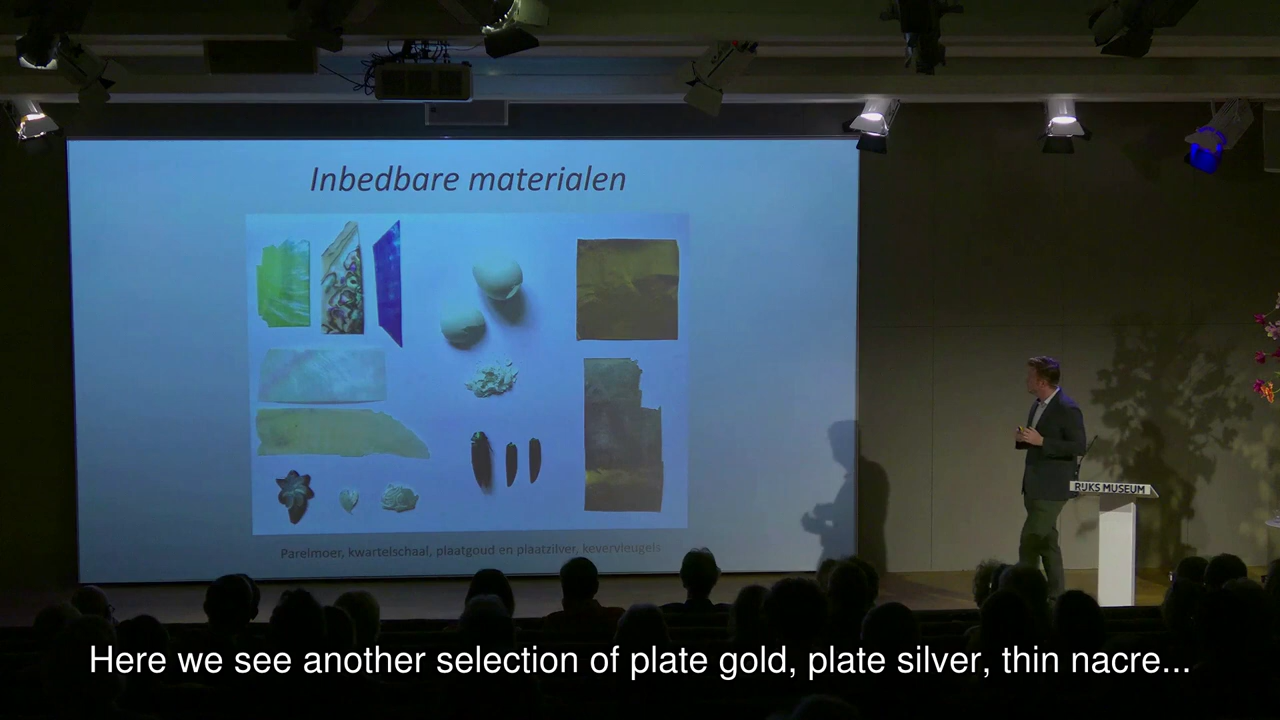 Inbedbare materialen
Parelmoer, kwartelschaal, plaatgoud en plaatzilver, kevervleugels
RIJKS MUSEUM
Here we see another selection of plate gold, plate silver, thin nacre...